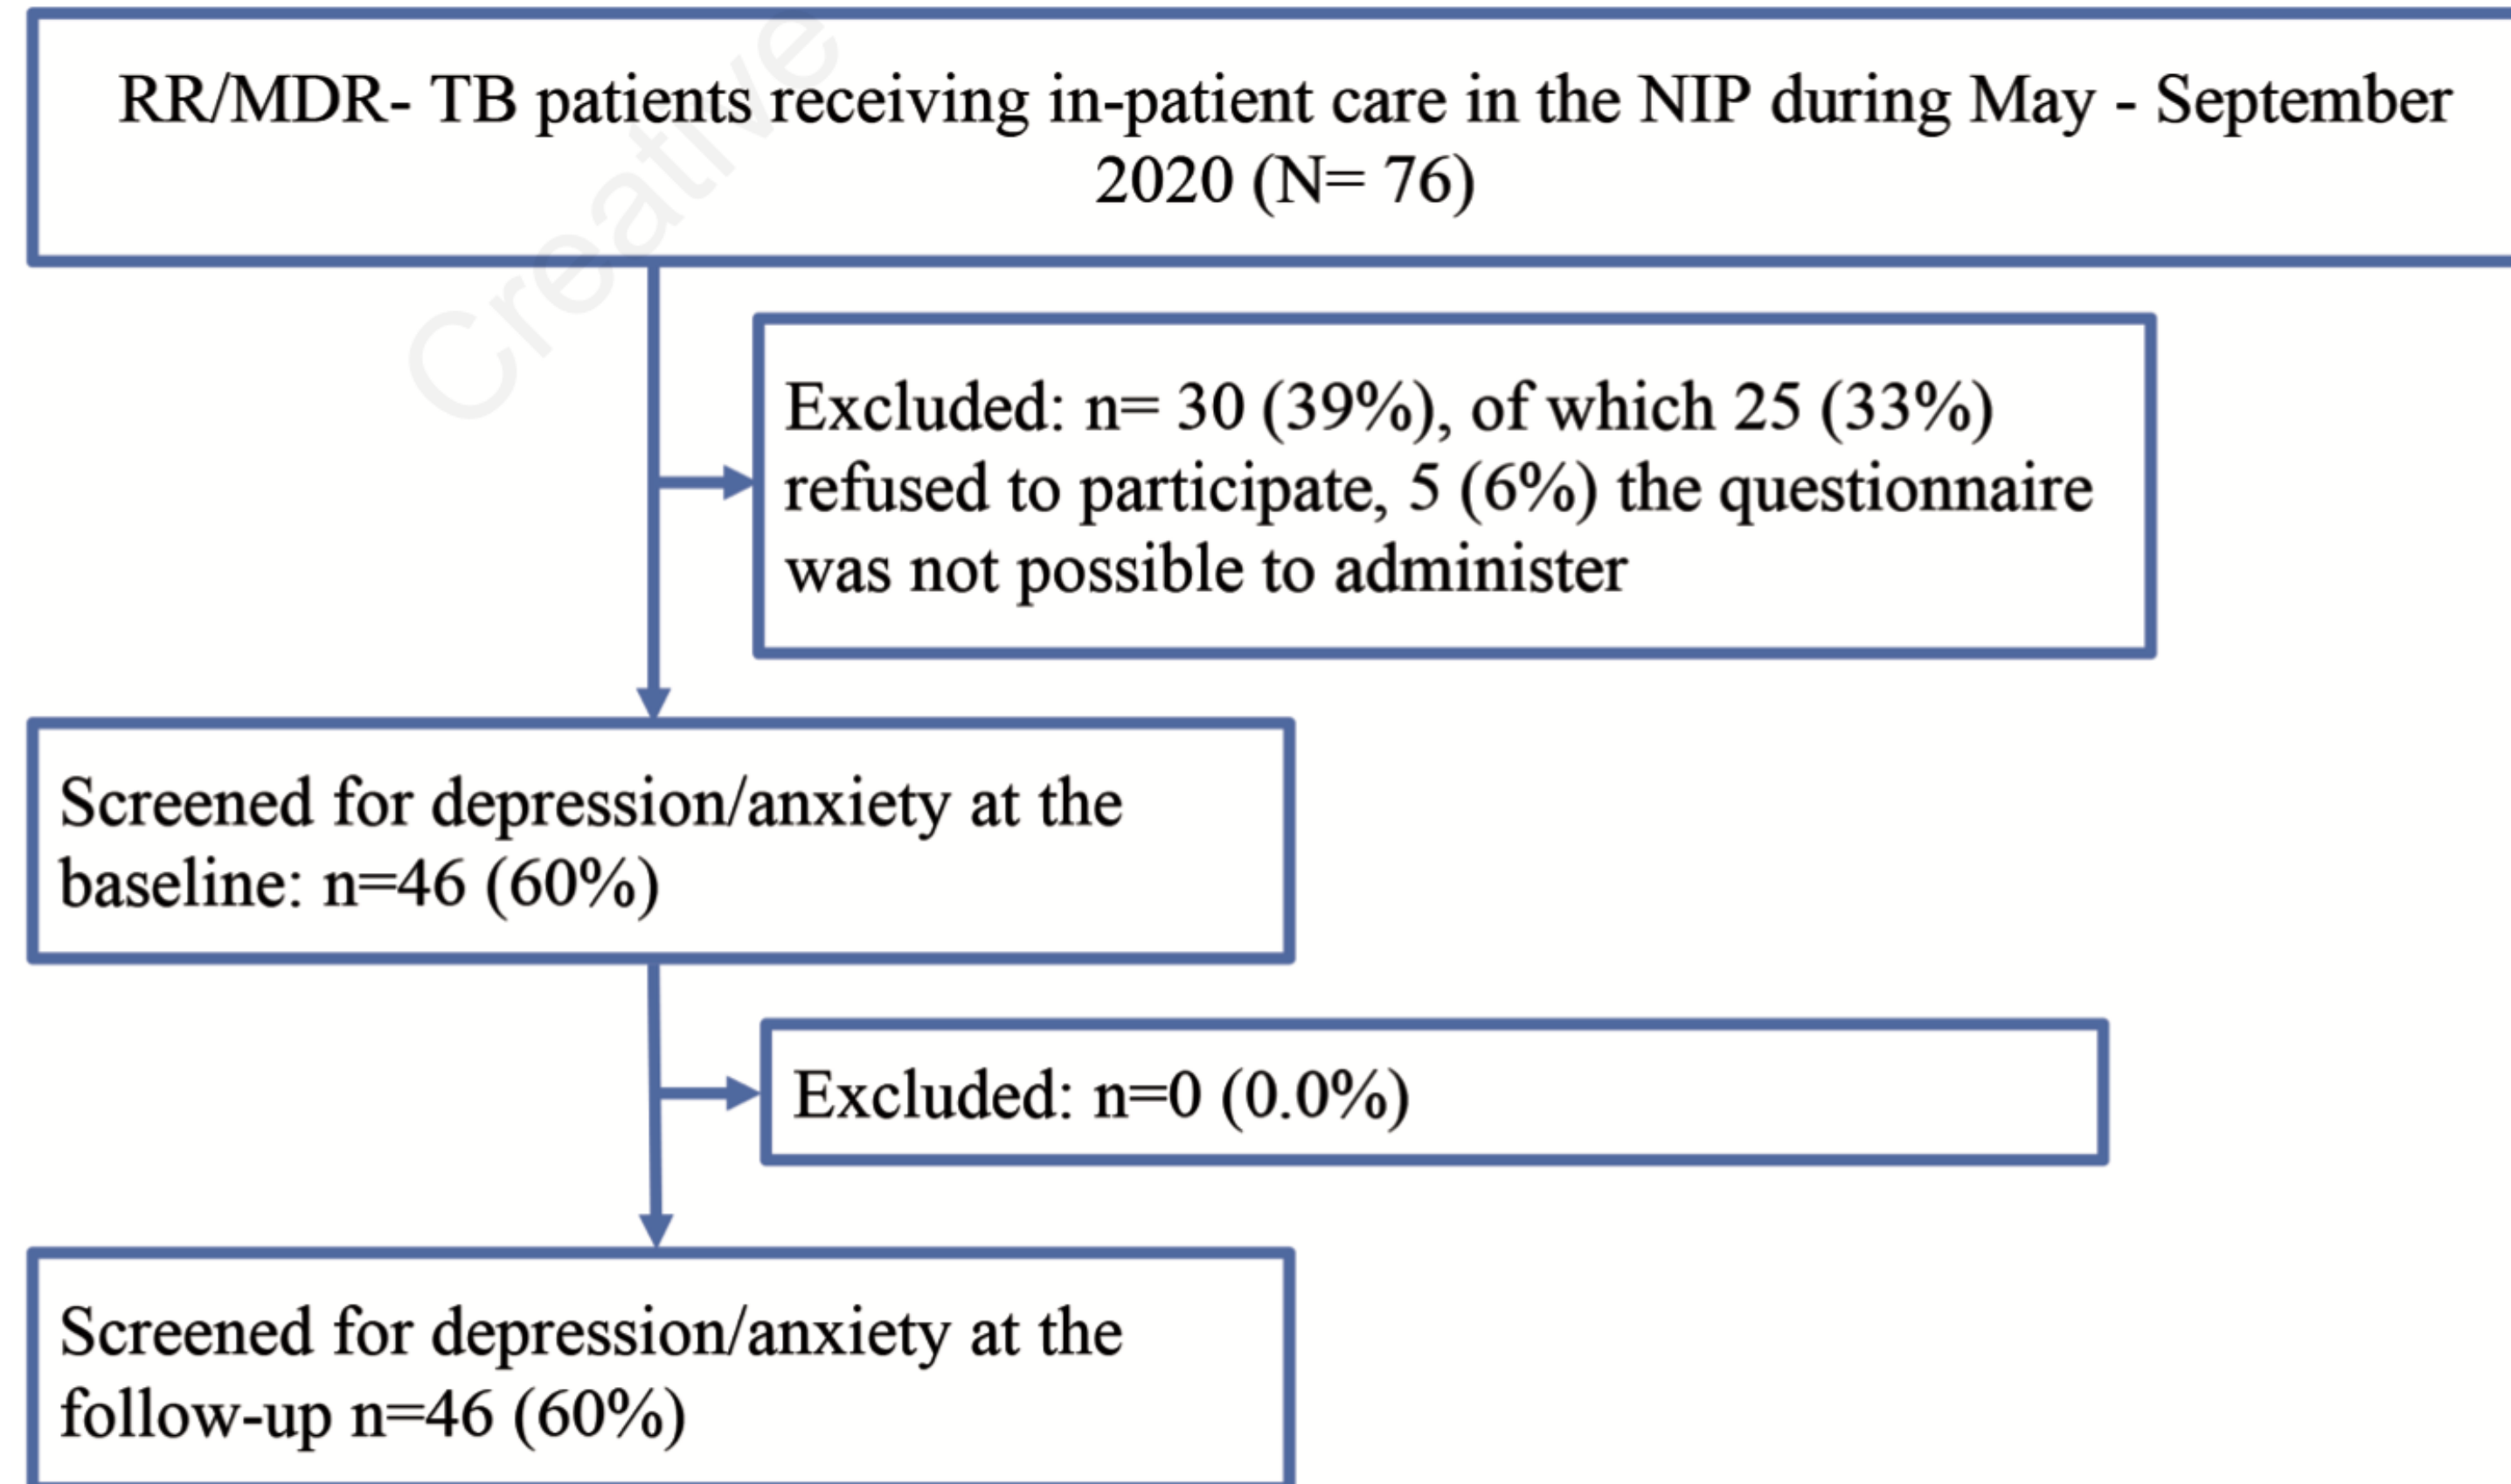 RR/MDR- TB patients receiving in-patient care in the NIP during May - September
2020 (N= 76)
Creative
Excluded: n= 30 (39%), of which 25 (33%)
refused to participate, 5 (6%) the questionnaire
was not possible to administer
Screened for depression/anxiety at the
baseline: n=46 (60%)
Excluded: n=0 (0.0%)
Screened for depression/anxiety at the
follow-up n=46 (60%)